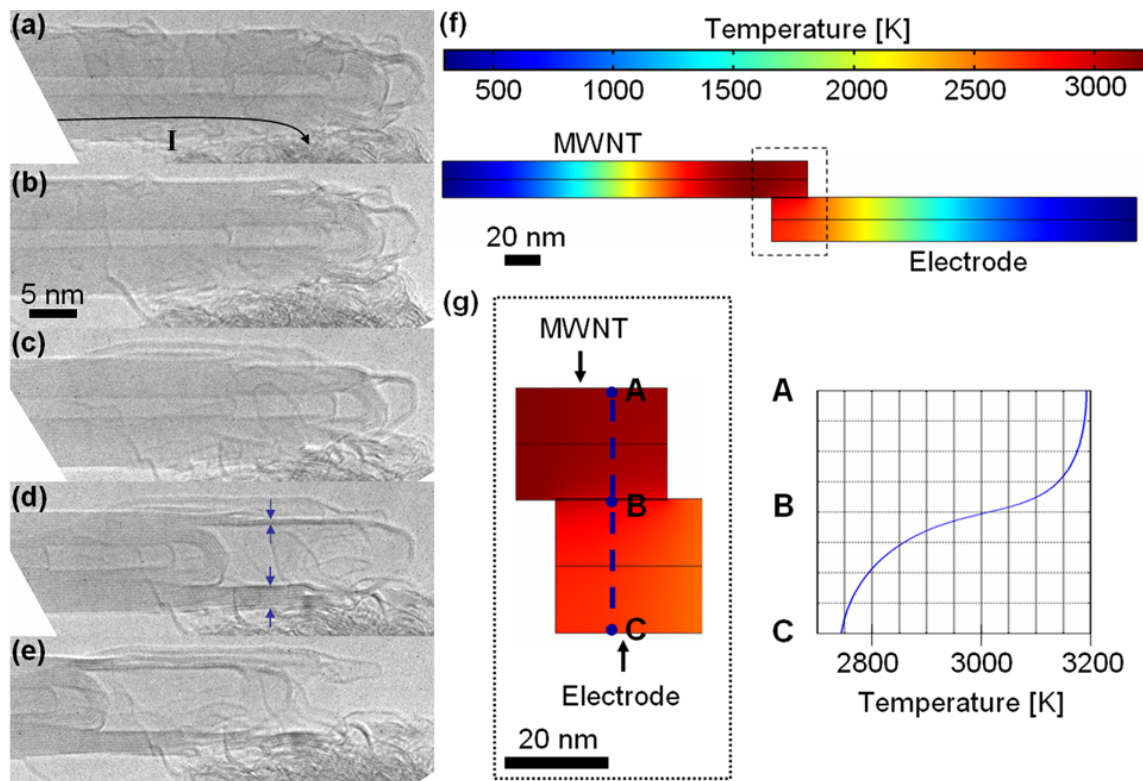 (a)
I
(b)
5 nm
(c)
(d)
(e)
(f)
Temperature [K]
500 1000 1500 2000 2500 3000
MWNT
20 nm
Electrode
(g)
MWNT
A
B
C
Electrode
20 nm
A
B
C
2800 3000 3200
Temperature [K]